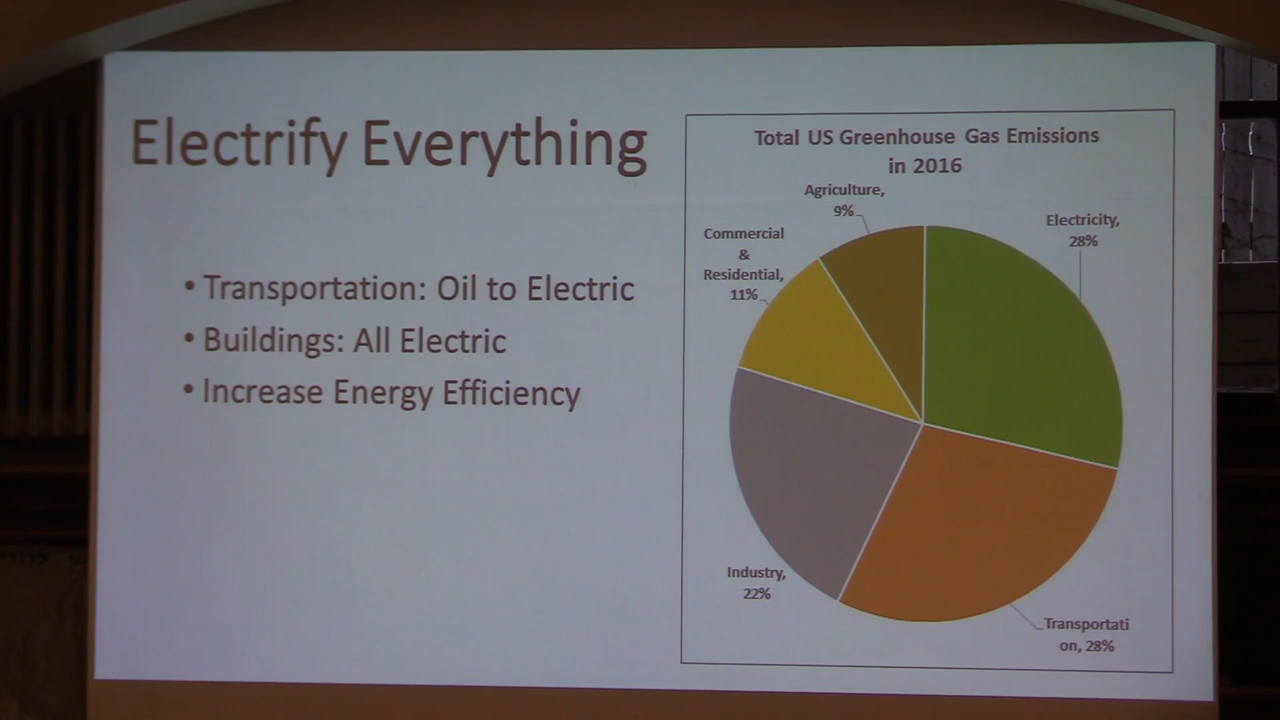 Electrify Everything
• Transportation: Oil to Electric
• Buildings: All Electric
• Increase Energy Efficiency
Total US Greenhouse Gas Emissions
in 2016
Agriculture,
9%
Commercial
&
Residential,
11%
Electricity,
28%
Industry,
22%
Transportati
on, 28%